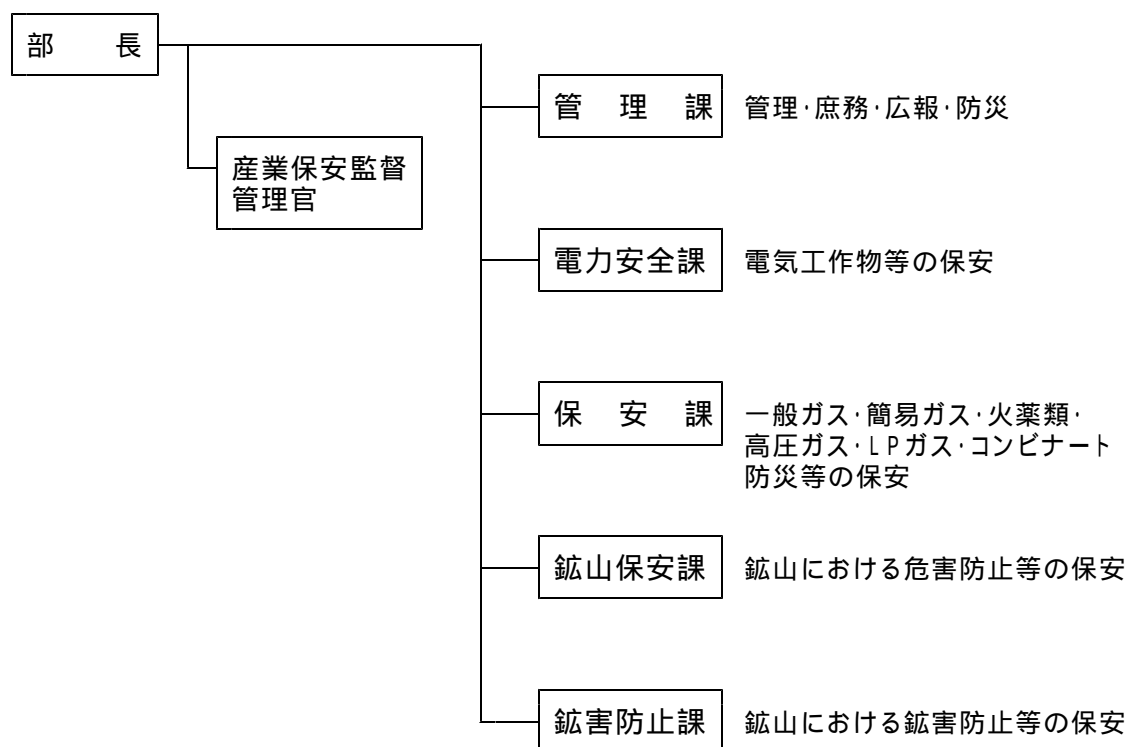 部　長
産業保安監督
管理官
管　理　課　管理・庶務・広報・防災
電力安全課　電気工作物等の保安
保　安　課　一般ガス・簡易ガス・火薬類・
高圧ガス・LPガス・コンビナート
防災等の保安
鉱山保安課　鉱山における危害防止等の保安
鉱害防止課　鉱山における鉱害防止等の保安